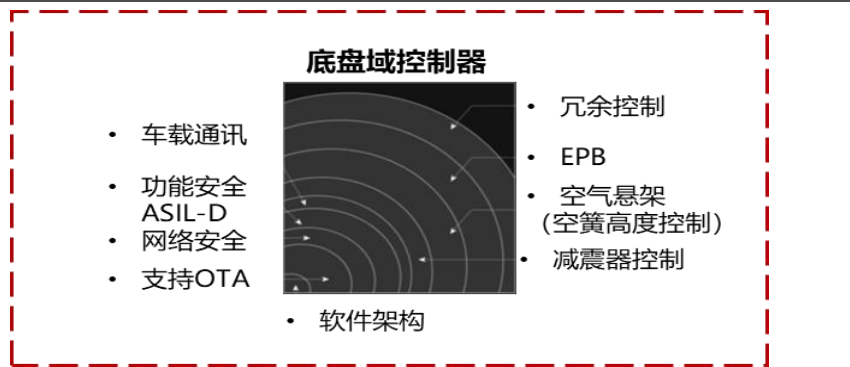 底盘域控制器
• 车载通讯
• 功能安全
ASIL-D
• 网络安全
• 支持OTA
• 冗余控制
• EPB
• 空气悬架
（空簧高度控制）
• 减震器控制
• 软件架构